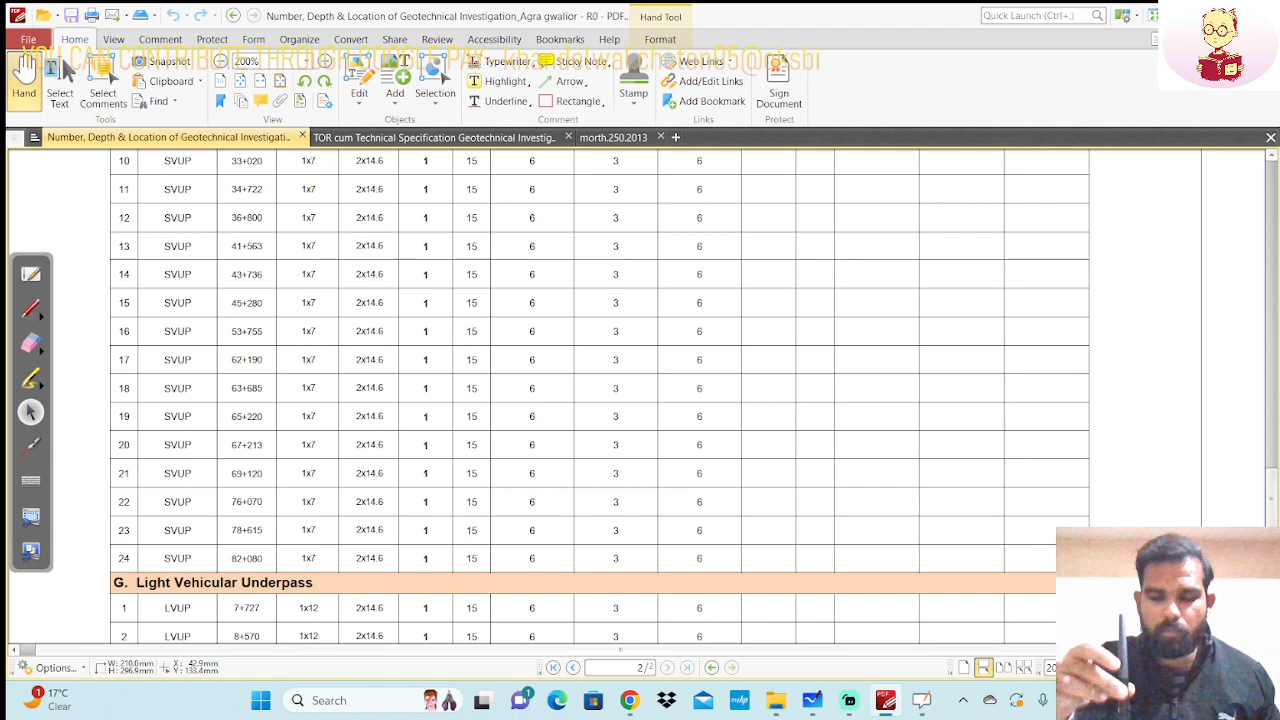 Number, Depth & Location of Geotechnical Investigation_Agra gwalior - R0 - PDF...
Hand Tool
Quick Launch (Ctrl+.)
File Home View Comment Protect Form Organize Convert Share Review Accessibility Bookmarks Help Format
YOU CAN CONTRIBUTE THROUGH GOOGLE PAY
Hand
Select Text
Select Comments
Tools
Snapshot
Clipboard
Find
200%
View
Edit
Add
Selection
Objects
Typewriter
Sticky Note
Highlight
Arrow
Underline
Rectangle
Comment
Stamp
Web Links
Add/Edit Links
Add Bookmark
Links
Sign Document
Protect
Number, Depth & Location of Geotechnical Investigati.. TOR cum Technical Specification Geotechnical Investig.. morth.250.2013
10 SVUP 33+020 1x7 2x14.6 1 15 6 3 6
11 SVUP 34+722 1x7 2x14.6 1 15 6 3 6
12 SVUP 36+800 1x7 2x14.6 1 15 6 3 6
13 SVUP 41+563 1x7 2x14.6 1 15 6 3 6
14 SVUP 43+736 1x7 2x14.6 1 15 6 3 6
15 SVUP 45+280 1x7 2x14.6 1 15 6 3 6
16 SVUP 53+755 1x7 2x14.6 1 15 6 3 6
17 SVUP 62+190 1x7 2x14.6 1 15 6 3 6
18 SVUP 63+685 1x7 2x14.6 1 15 6 3 6
19 SVUP 65+220 1x7 2x14.6 1 15 6 3 6
20 SVUP 67+213 1x7 2x14.6 1 15 6 3 6
21 SVUP 69+120 1x7 2x14.6 1 15 6 3 6
22 SVUP 76+070 1x7 2x14.6 1 15 6 3 6
23 SVUP 78+615 1x7 2x14.6 1 15 6 3 6
24 SVUP 82+080 1x7 2x14.6 1 15 6 3 6
G. Light Vehicular Underpass
1 LVUP 7+727 1x12 2x14.6 1 15 6 3 6
2 LVUP 8+570 1x12 2x14.6 1 15 6 3 6
Options..
W: 210.0mm
H: 296.9mm
X: 42.9mm
Y: 133.4mm
2/2
20
1
17°C
Clear
Search